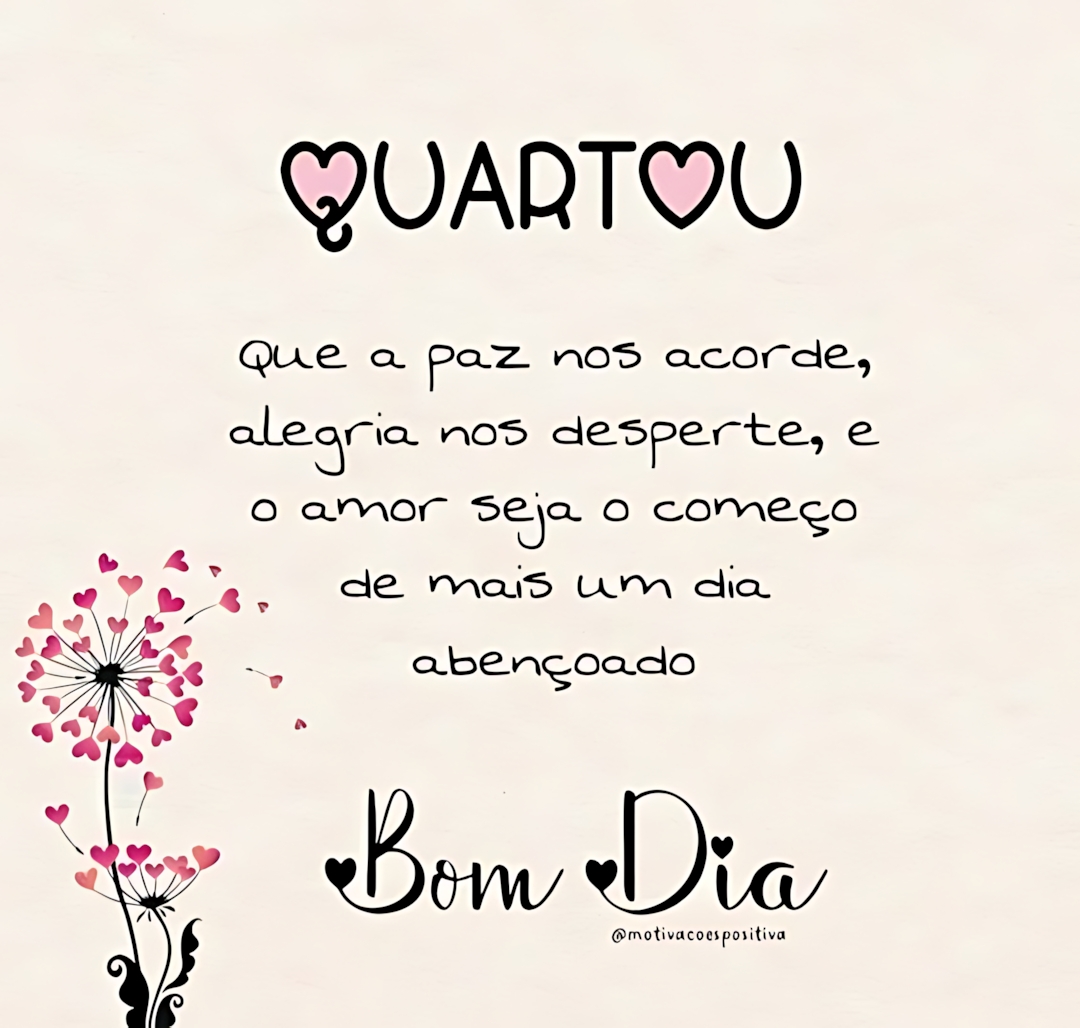 QUARTOU
Que a paz nos acorde,
alegria nos desperte, e
o amor seja o começo
de mais um dia
abençoado
Bom Dia
@motivacoespositiva